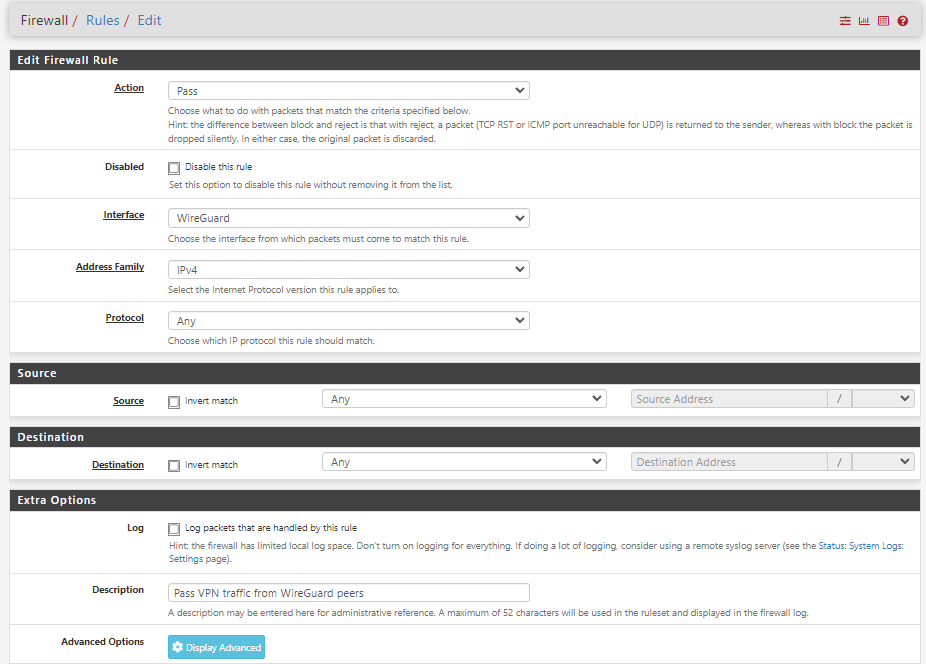 Firewall / Rules / Edit
Edit Firewall Rule
Action
Pass
Choose what to do with packets that match the criteria specified below.
Hint: the difference between block and reject is that with reject, a packet (TCP RST or ICMP port unreachable for UDP) is returned to the sender, whereas with block the packet is
dropped silently. In either case, the original packet is discarded.
Disabled
Disable this rule
Set this option to disable this rule without removing it from the list.
Interface
WireGuard
Choose the interface from which packets must come to match this rule.
Address Family
IPv4
Select the Internet Protocol version this rule applies to.
Protocol
Any
Choose which IP protocol this rule should match.
Source
Source Invert match Any Source Address /
Destination
Destination Invert match Any Destination Address /
Extra Options
Log
Log packets that are handled by this rule
Hint: the firewall has limited local log space. Don't turn on logging for everything. If doing a lot of logging, consider using a remote syslog server (see the Status: System Logs:
Settings page).
Description
Pass VPN traffic from WireGuard peers
A description may be entered here for administrative reference. A maximum of 52 characters will be used in the ruleset and displayed in the firewall log.
Advanced Options
Display Advanced